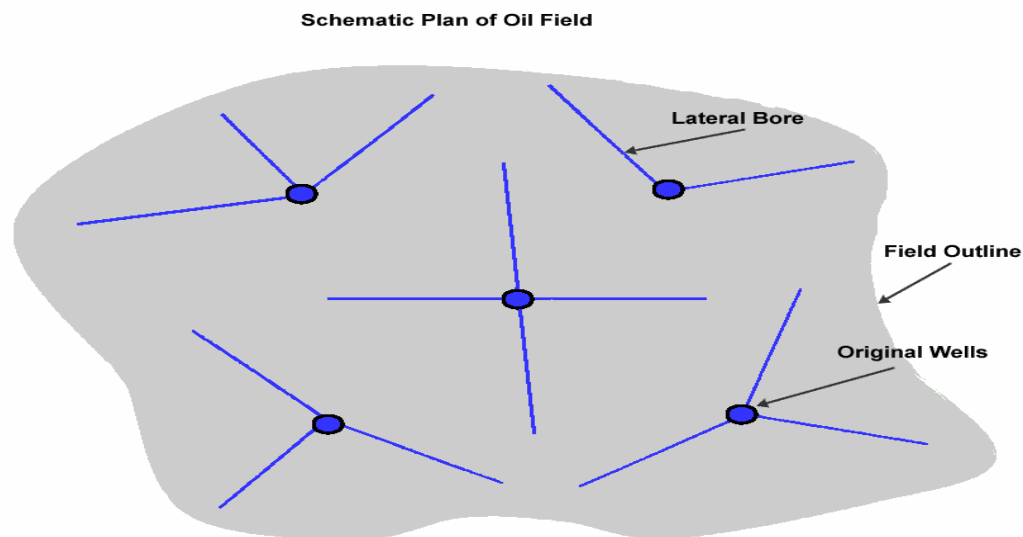 Schematic Plan of Oil Field
Lateral Bore
Field Outline
Original Wells